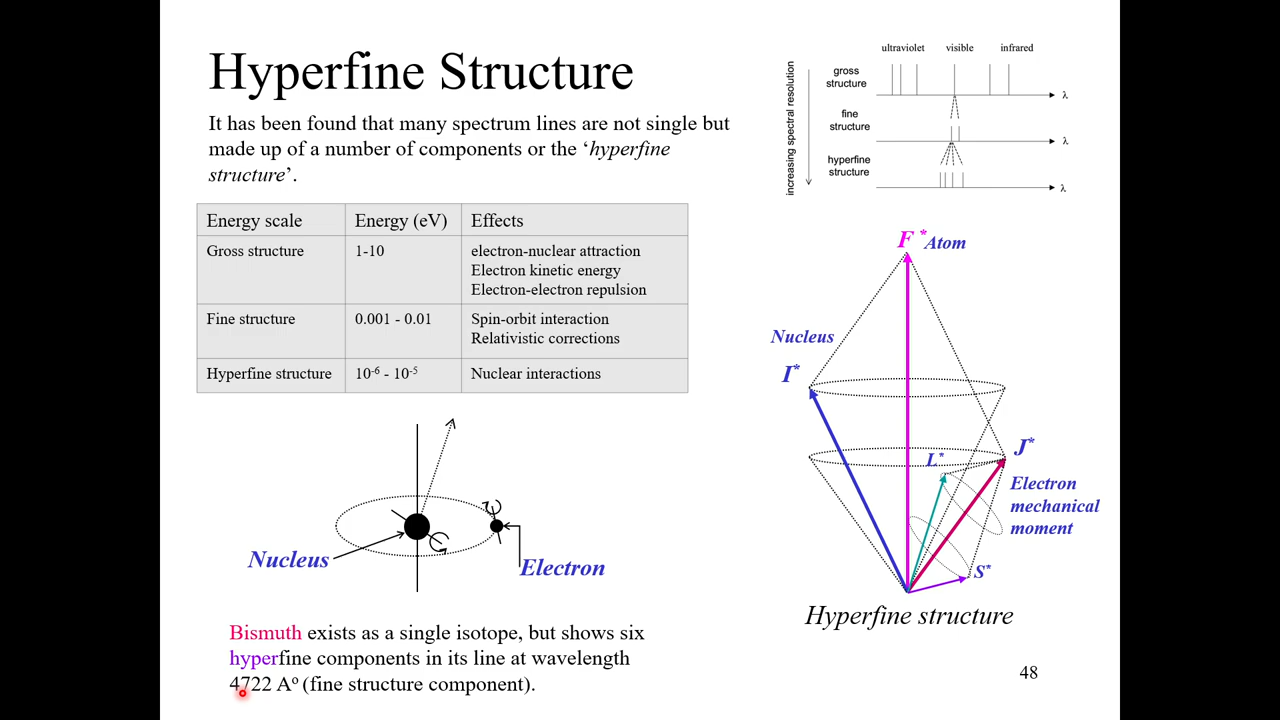 Hyperfine Structure
It has been found that many spectrum lines are not single but
made up of a number of components or the ‘hyperfine
structure’.
Energy scale Energy (eV) Effects
Gross structure 1-10 electron-nuclear attraction
Electron kinetic energy
Electron-electron repulsion
Fine structure 0.001 - 0.01 Spin-orbit interaction
Relativistic corrections
Hyperfine structure 10⁻⁶ - 10⁻⁵ Nuclear interactions
Nucleus
Electron
Bismuth exists as a single isotope, but shows six
hyperfine components in its line at wavelength
4722 Aº (fine structure component).
ultraviolet visible infrared
increasing spectral resolution
gross
structure
λ
fine
structure
λ
hyperfine
structure
λ
F* Atom
Nucleus
I*
J*
L*
Electron
mechanical
moment
S*
Hyperfine structure
48